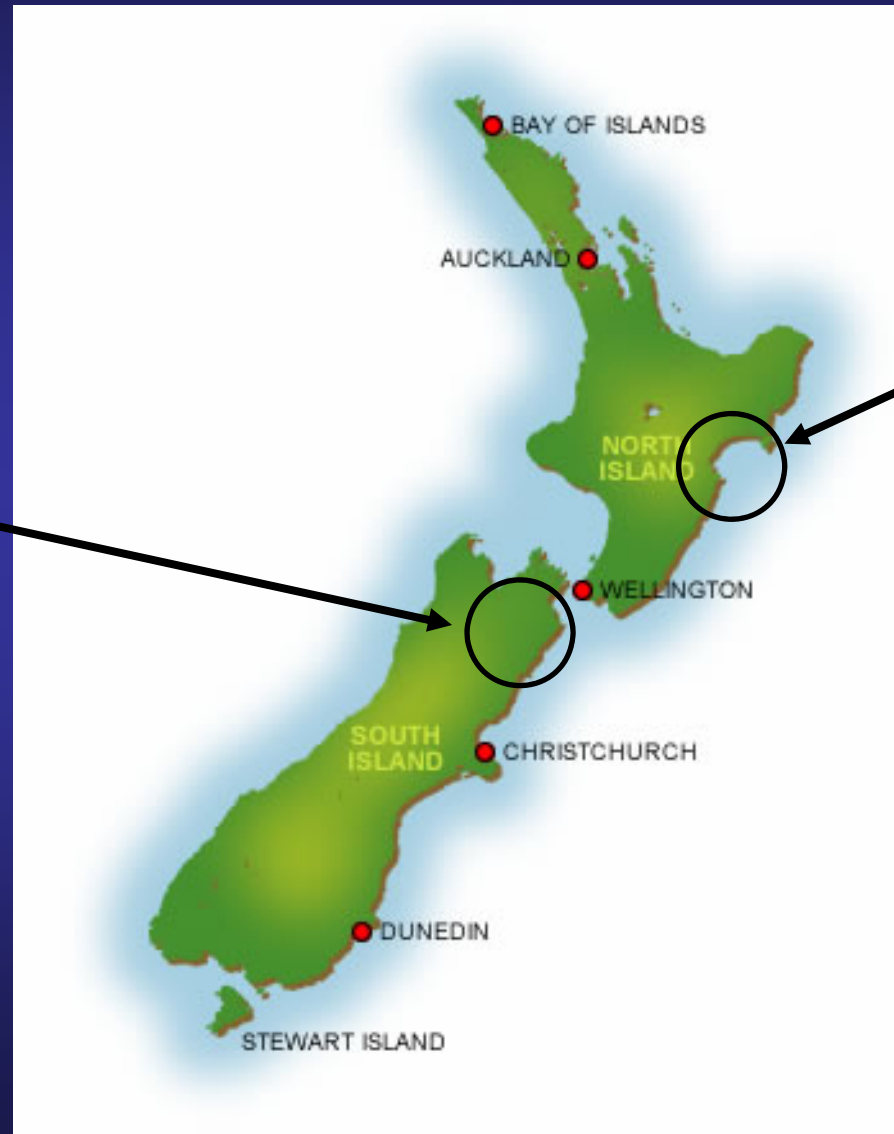 BAY OF ISLANDS
AUCKLAND
NORTH
ISLAND
WELLINGTON
SOUTH
ISLAND
CHRISTCHURCH
DUNEDIN
STEWART ISLAND